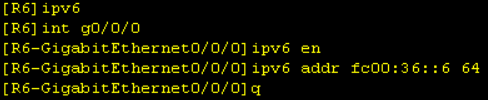 [R6]ipv6
[R6]int g0/0/0
[R6-GigabitEthernet0/0/0]ipv6 en
[R6-GigabitEthernet0/0/0]ipv6 addr fc00:36::6 64
[R6-GigabitEthernet0/0/0]q